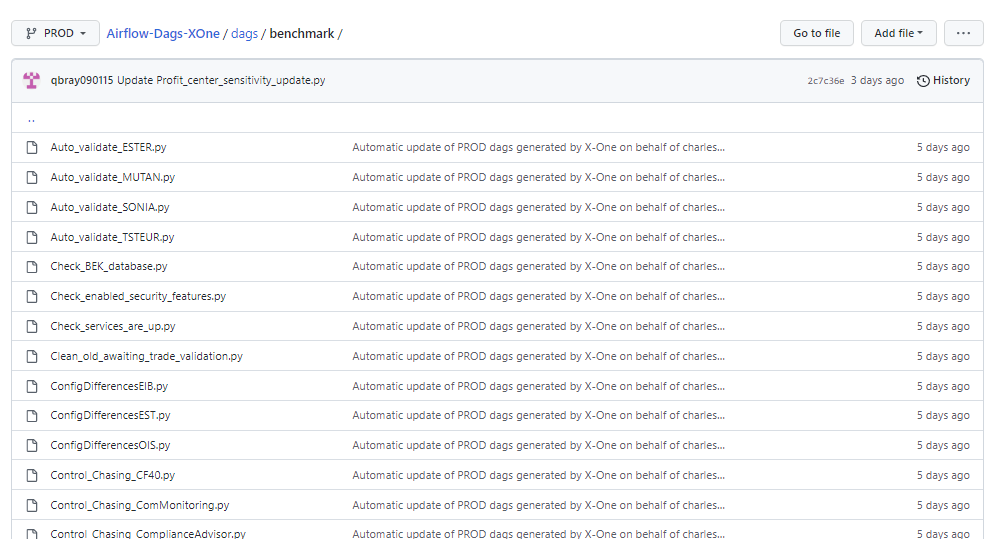 PROD Airflow-Dags-XOne / dags / benchmark / Go to file Add file ...
qbray090115 Update Profit_center_sensitivity_update.py 2c7c36e 3 days ago History
..
Auto_validate_ESTER.py Automatic update of PROD dags generated by X-One on behalf of charles... 5 days ago
Auto_validate_MUTAN.py Automatic update of PROD dags generated by X-One on behalf of charles... 5 days ago
Auto_validate_SONIA.py Automatic update of PROD dags generated by X-One on behalf of charles... 5 days ago
Auto_validate_TSTEUR.py Automatic update of PROD dags generated by X-One on behalf of charles... 5 days ago
Check_BEK_database.py Automatic update of PROD dags generated by X-One on behalf of charles... 5 days ago
Check_enabled_security_features.py Automatic update of PROD dags generated by X-One on behalf of charles... 5 days ago
Check_services_are_up.py Automatic update of PROD dags generated by X-One on behalf of charles... 5 days ago
Clean_old_awaiting_trade_validation.py Automatic update of PROD dags generated by X-One on behalf of charles... 5 days ago
ConfigDifferencesEIB.py Automatic update of PROD dags generated by X-One on behalf of charles... 5 days ago
ConfigDifferencesEST.py Automatic update of PROD dags generated by X-One on behalf of charles... 5 days ago
ConfigDifferencesOIS.py Automatic update of PROD dags generated by X-One on behalf of charles... 5 days ago
Control_Chasing_CF40.py Automatic update of PROD dags generated by X-One on behalf of charles... 5 days ago
Control_Chasing_ComMonitoring.py Automatic update of PROD dags generated by X-One on behalf of charles... 5 days ago
Control_Chasing_ComplianceAdvisor.py Automatic update of PROD dags generated by X-One on behalf of charles... 5 days ago